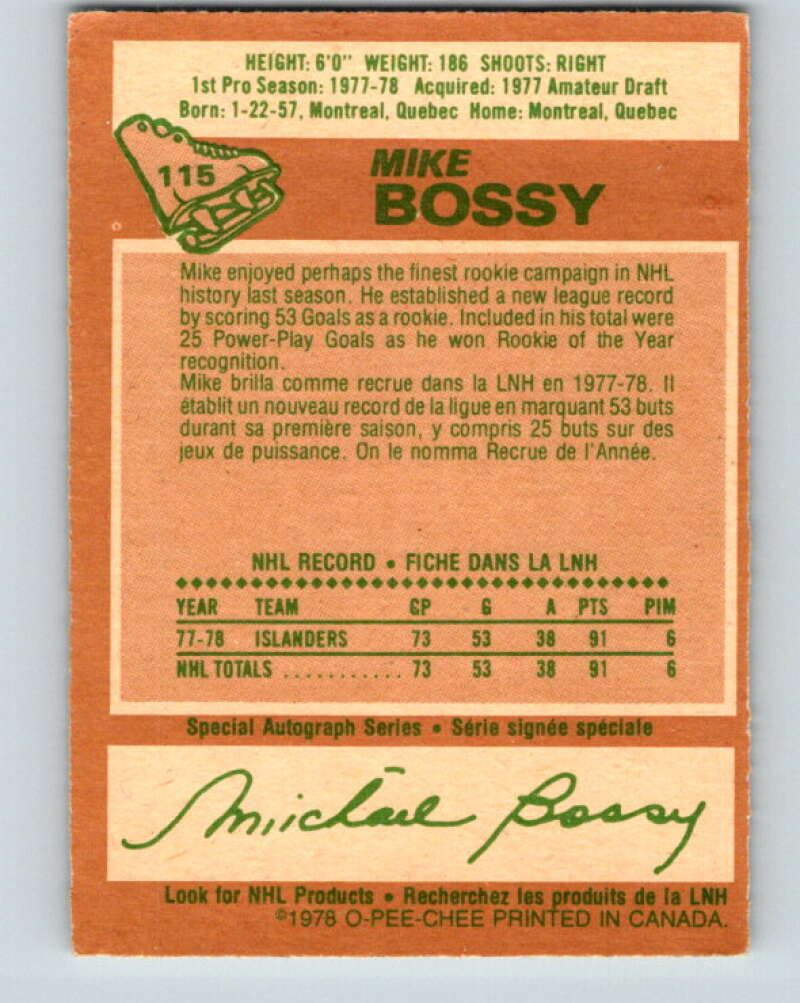 HEIGHT: 6'0" WEIGHT: 186 SHOOTS: RIGHT
1st Pro Season: 1977-78 Acquired: 1977 Amateur Draft
Born: 1-22-57, Montreal, Quebec Home: Montreal, Quebec
115
MIKE
BOSSY
Mike enjoyed perhaps the finest rookie campaign in NHL
history last season. He established a new league record
by scoring 53 Goals as a rookie. Included in his total were
25 Power-Play Goals as he won Rookie of the Year
recognition.
Mike brilla comme recrue dans la LNH en 1977-78. Il
établit un nouveau record de la ligue en marquant 53 buts
durant sa première saison, y compris 25 buts sur des
jeux de puissance. On le nomma Recrue de l'Année.
NHL RECORD • FICHE DANS LA LNH
YEAR TEAM GP G A PTS PIM
77-78 ISLANDERS 73 53 38 91 6
NHL TOTALS ............ 73 53 38 91 6
Special Autograph Series • Série signée spéciale
Michael Bossy
Look for NHL Products • Recherchez les produits de la LNH
©1978 O-PEE-CHEE PRINTED IN CANADA.